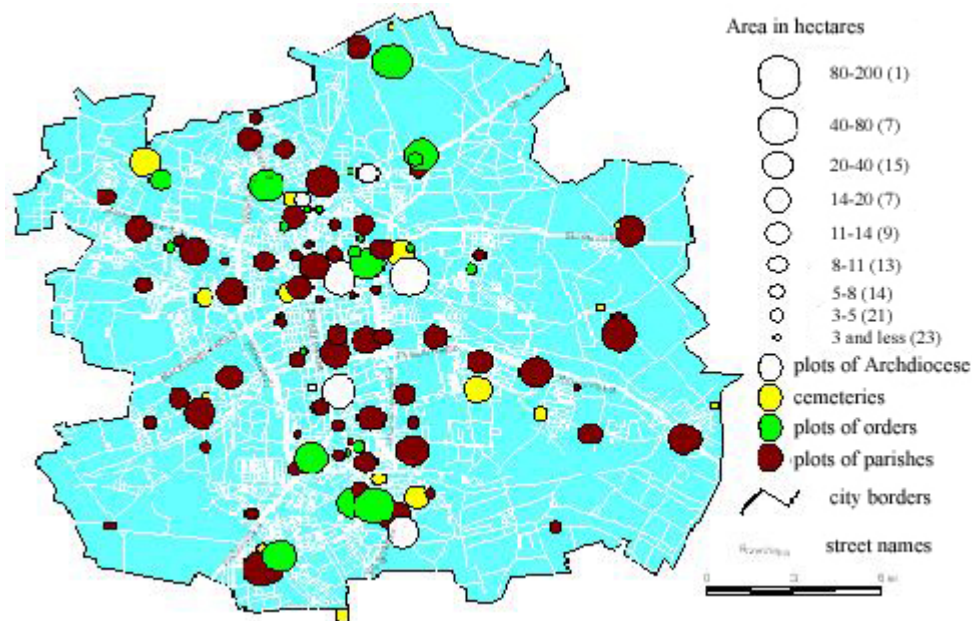 Area in hectares
80-200 (1)
40-80 (7)
20-40 (15)
14-20 (7)
11-14 (9)
8-11 (13)
5-8 (14)
3-5 (21)
3 and less (23)
plots of Archdiocese
cemeteries
plots of orders
plots of parishes
city borders
street names
0
3
6